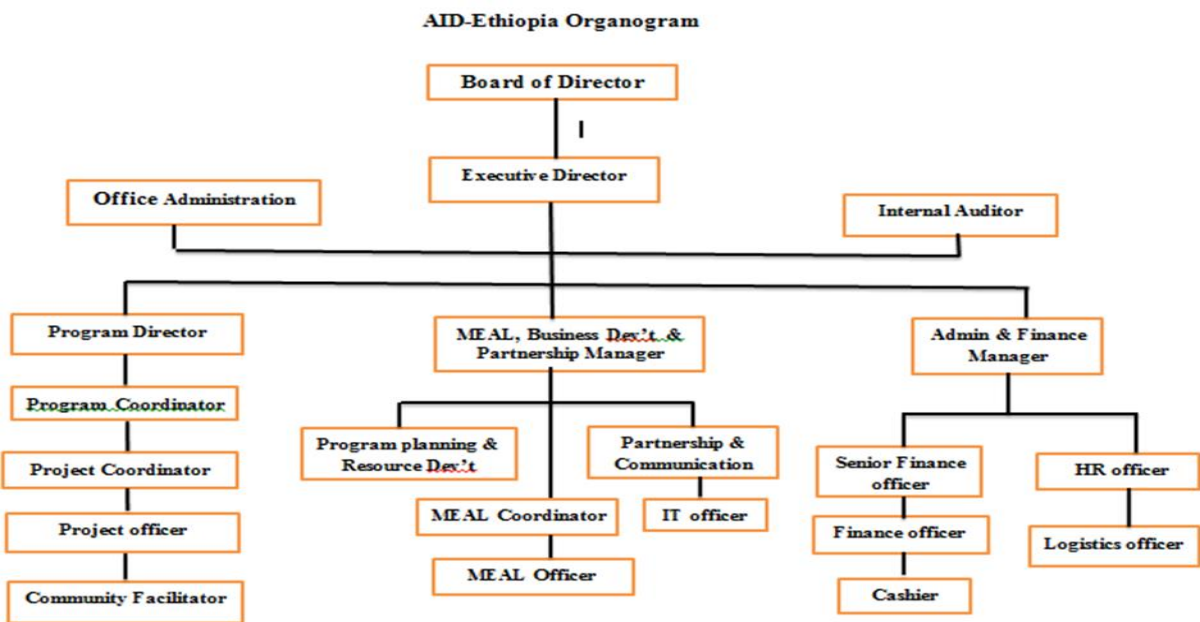 AID-Ethiopia Organogram
Board of Director
Executive Director
Office Administration
Internal Auditor
Program Director
MEAL, Business Dev't &
Partnership Manager
Admin & Finance
Manager
Program Coordinator
Program planning &
Resource Dev't
Partnership &
Communication
Project Coordinator
Senior Finance
officer
HR officer
MEAL Coordinator
IT officer
Project officer
Finance officer
Logistics officer
MEAL Officer
Community Facilitator
Cashier